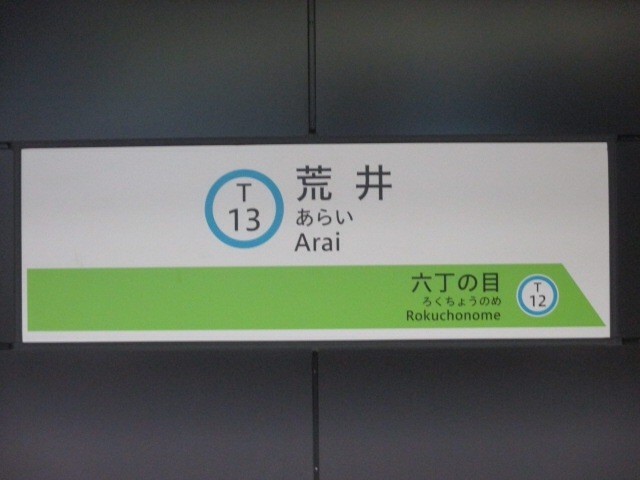 T
13
荒井
あらい
Arai
六丁の目
ろくちょうのめ
Rokuchonome
T
12